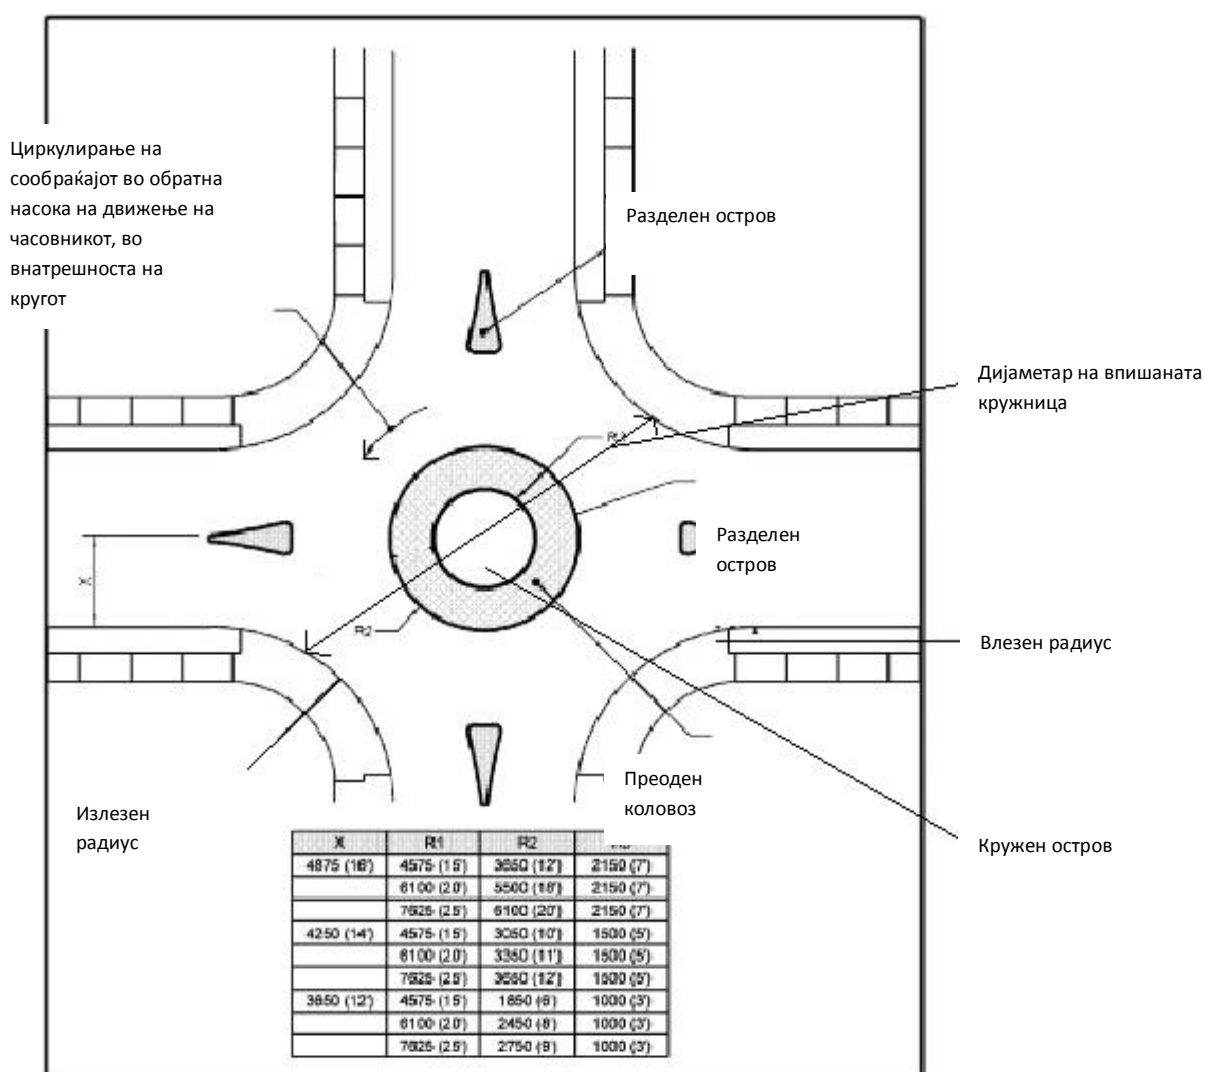 Циркулирање на
сообраќајот во обратна
насока на движење на
часовникот, во
внатрешноста на
кругот
Разделен остров
Дијаметар на впишаната
кружница
Разделен
остров
X
R2
Влезен радиус
Преоден
коловоз
Излезен
радиус
Кружен остров
X R1 R2
4875 (16') 4575 (15') 3650 (12') 2150 (7')
6100 (20') 5500 (18') 2150 (7')
7625 (25') 6100 (20') 2150 (7')
4250 (14') 4575 (15') 3050 (10') 1500 (5')
6100 (20') 3350 (11') 1500 (5')
7625 (25') 3650 (12') 1500 (5')
3650 (12') 4575 (15') 1850 (6') 1000 (3')
6100 (20') 2450 (8') 1000 (3')
7625 (25') 2750 (9') 1000 (3')